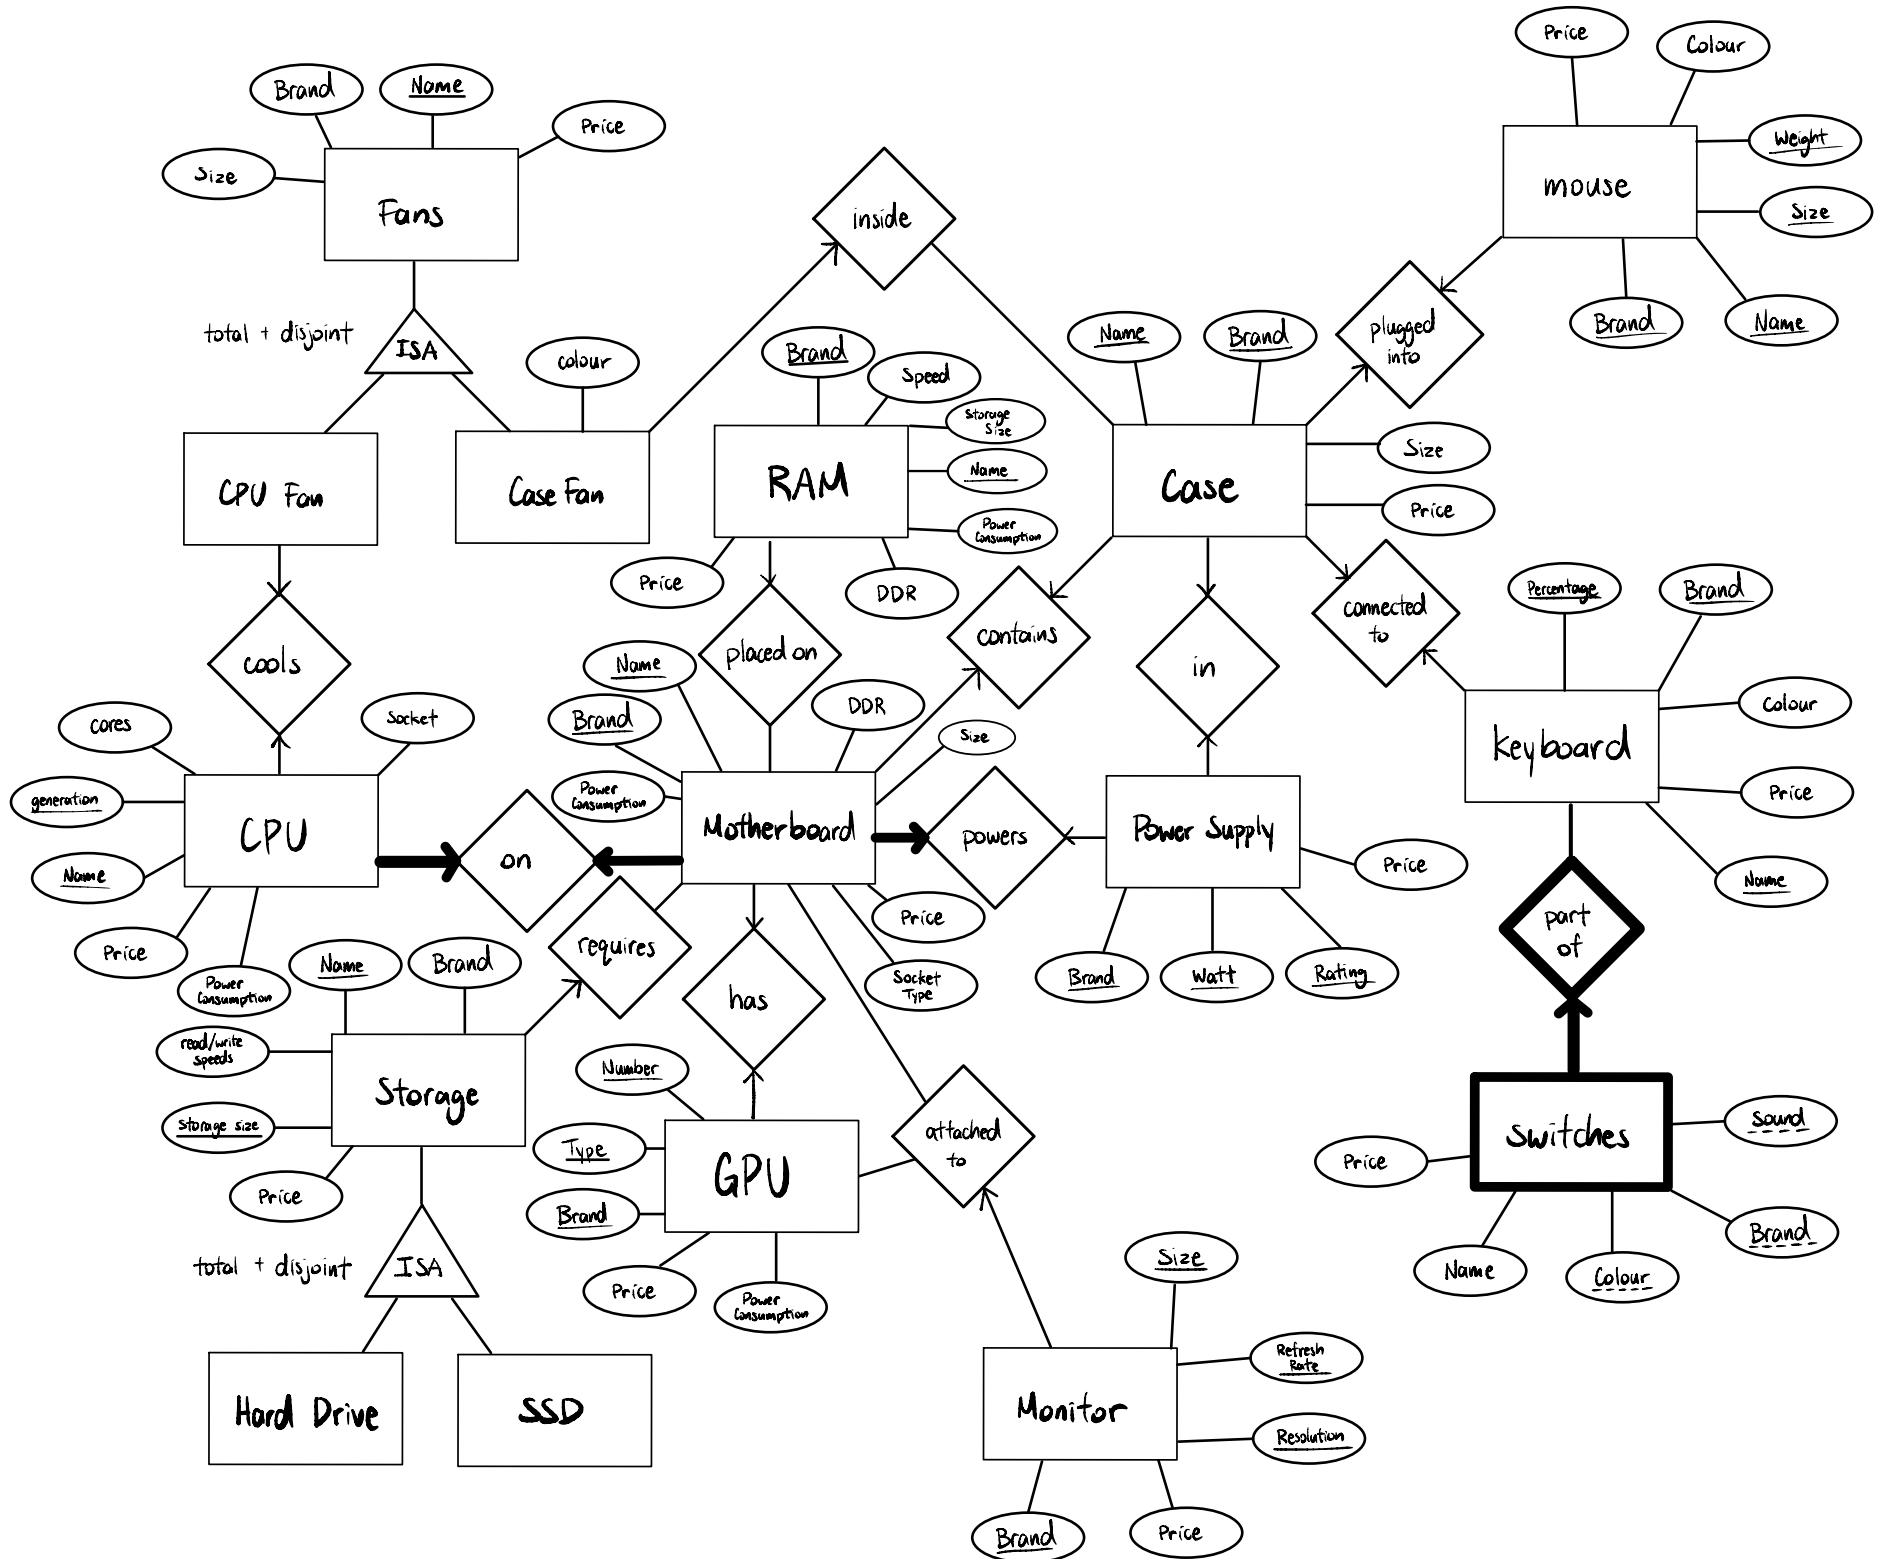 Price
Colour
Brand
Name
Price
Size
Fans
Weight
mouse
Size
inside
Brand
Name
plugged
into
total + disjoint
ISA
colour
Name
Brand
Brand
Speed
Storage
Size
Name
Power
Consumption
RAM
Price
DDR
Case
Size
Price
CPU Fan
Case Fan
cools
placed on
contains
in
connected
to
Percentage
Brand
Colour
Price
Name
keyboard
Name
Brand
Power
Consumption
DDR
Size
cores
Socket
generation
Name
Price
Power
Consumption
CPU
on
Motherboard
powers
Power Supply
Price
Brand
Watt
Rating
Price
Socket
Type
requires
has
part
of
Name
Brand
read/write
speeds
Storage size
Price
Storage
Number
Type
Brand
Price
Power
Consumption
GPU
attached
to
switches
Sound
Price
Name
Colour
Brand
total + disjoint
ISA
Hard Drive
SSD
Size
Refresh
Rate
Resolution
Monitor
Brand
Price